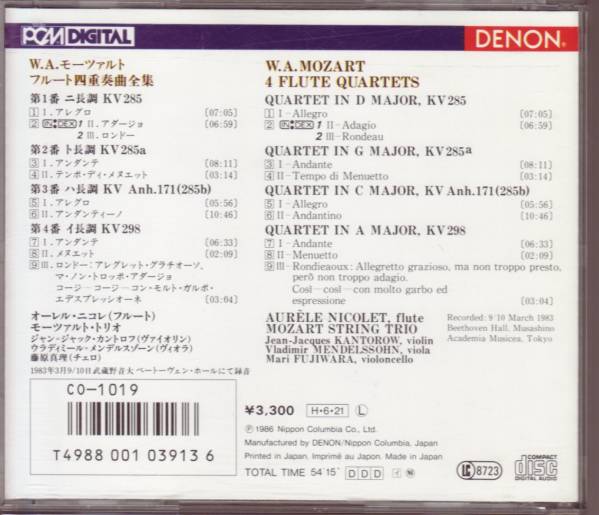 PCM DIGITAL
DENON
W.A.モーツァルト
フルート四重奏曲全集
第1番 ニ長調 KV285
1 I. アレグロ [07:05]
2 INDEX 1 II. アダージョ [06:59]
2 III. ロンドー
第2番 ト長調 KV285a
3 I. アンダンテ [08:11]
4 II. テンポ・ディ・メヌエット [03:14]
第3番 ハ長調 KV Anh.171(285b)
5 I. アレグロ [05:56]
6 II. アンダンティーノ [10:46]
第4番 イ長調 KV298
7 I. アンダンテ [06:33]
8 II. メヌエット [02:09]
9 III. ロンドー:アレグレット・グラチオーソ、
マ・ノン・トロッポ・アダージョ
コージー コージー コン・モルト・ガルボ・
エデスプレッシオーネ [03:04]
オーレル・ニコレ(フルート)
モーツァルト・トリオ
ジャン・ジャック・カントロフ(ヴァイオリン)
ウラディミール・メンデルスゾーン(ヴィオラ)
藤原真理(チェロ)
1983年3月9/10日武蔵野音大 ベートーヴェン・ホールにて録音
W.A.MOZART
4 FLUTE QUARTETS
QUARTET IN D MAJOR, KV285
1 I–Allegro [07:05]
2 INDEX 1 II–Adagio [06:59]
2 III–Rondeau
QUARTET IN G MAJOR, KV285a
3 I–Andante [08:11]
4 II–Tempo di Menuetto [03:14]
QUARTET IN C MAJOR, KV Anh.171(285b)
5 I–Allegro [05:56]
6 II–Andantino [10:46]
QUARTET IN A MAJOR, KV298
7 I–Andante [06:33]
8 II–Menuetto [02:09]
9 III–Rondieaoux: Allegretto grazioso, ma non troppo presto,
però non troppo adagio.
Così–così–con molto garbo ed
espressione [03:04]
AURÈLE NICOLET, flute
MOZART STRING TRIO
Jean-Jacques KANTOROW, violin
Vladimir MENDELSSOHN, viola
Mari FUJIWARA, violoncello
Recorded: 9/10 March 1983
Beethoven Hall, Musashino
Academia Musicea, Tokyo
CO-1019
T4988 001 03913 6
¥3,300 H·6·21 L
Ⓟ1986 Nippon Columbia Co., Ltd.
Manufactured by DENON/Nippon Columbia, Japan
Printed in Japan, Imprimé au Japon. Made in Japan
TOTAL TIME 54'15" D D D
LC 8723
COMPACT
disc
DIGITAL AUDIO